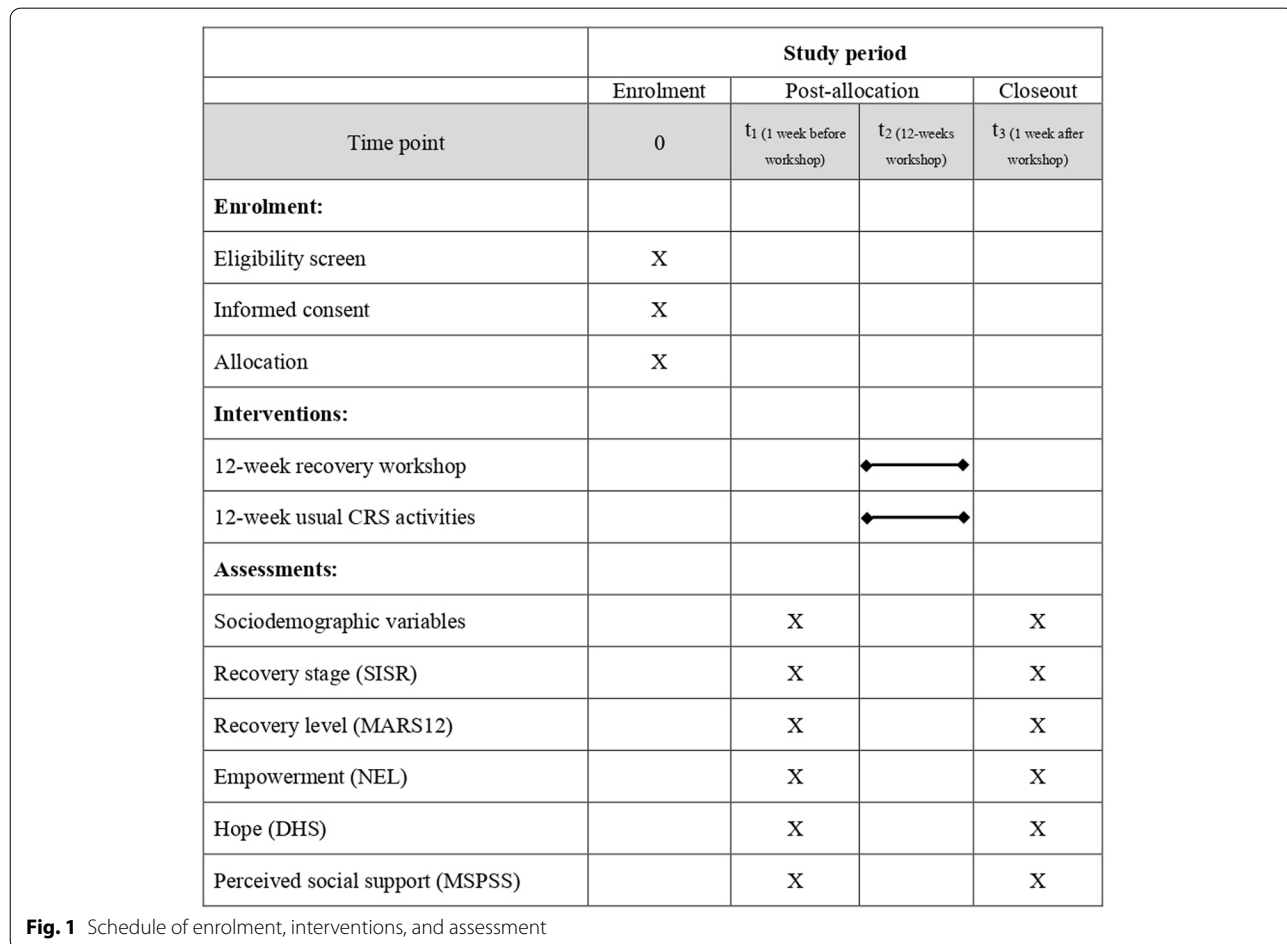 Study period
Enrolment Post-allocation Closeout
Time point 0 t1 (1 week before workshop) t2 (12-weeks workshop) t3 (1 week after workshop)
Enrolment:
Eligibility screen X
Informed consent X
Allocation X
Interventions:
12-week recovery workshop
12-week usual CRS activities
Assessments:
Sociodemographic variables X X
Recovery stage (SISR) X X
Recovery level (MARS12) X X
Empowerment (NEL) X X
Hope (DHS) X X
Perceived social support (MSPSS) X X
Fig. 1 Schedule of enrolment, interventions, and assessment